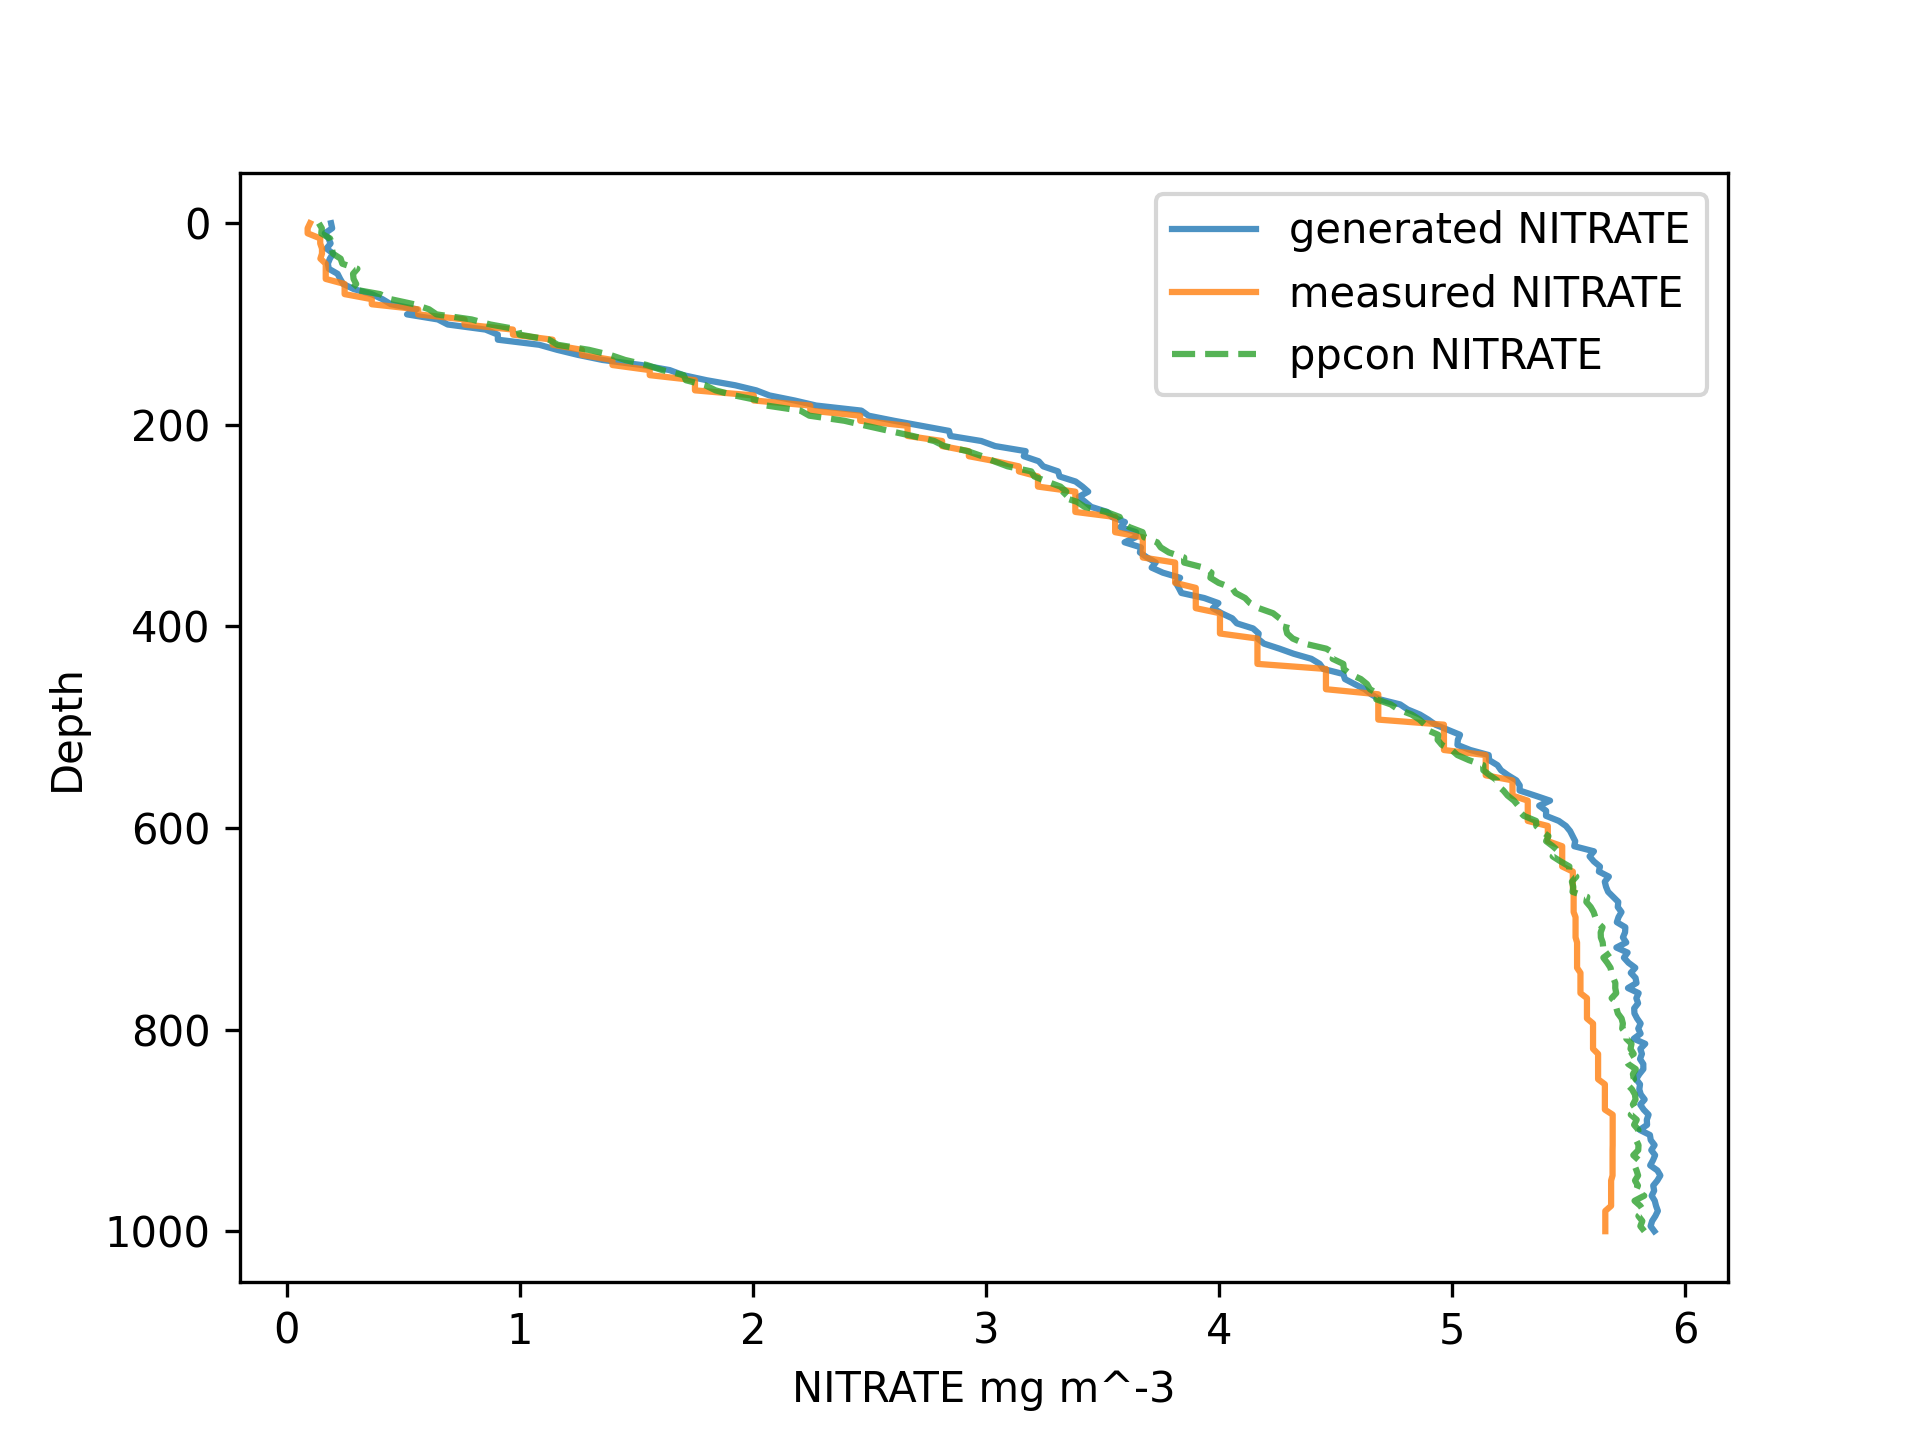 generated NITRATE
measured NITRATE
ppcon NITRATE
0
200
400
600
800
1000
Depth
0 1 2 3 4 5 6
NITRATE mg m^-3